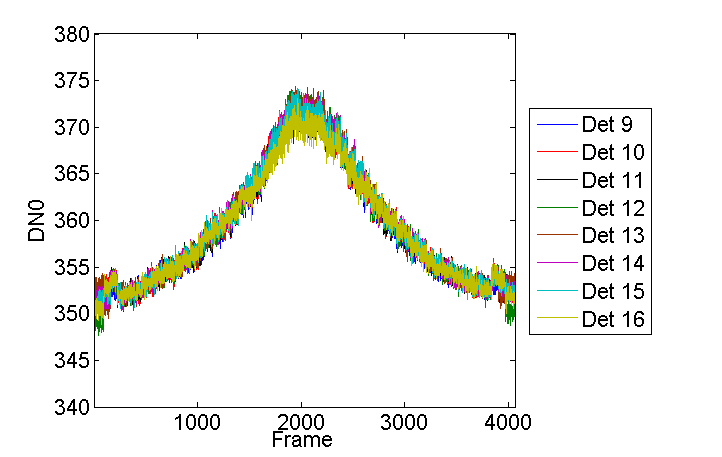 380
375
370
365
360
355
350
345
340
DN0
1000
2000
3000
4000
Frame
Det 9
Det 10
Det 11
Det 12
Det 13
Det 14
Det 15
Det 16